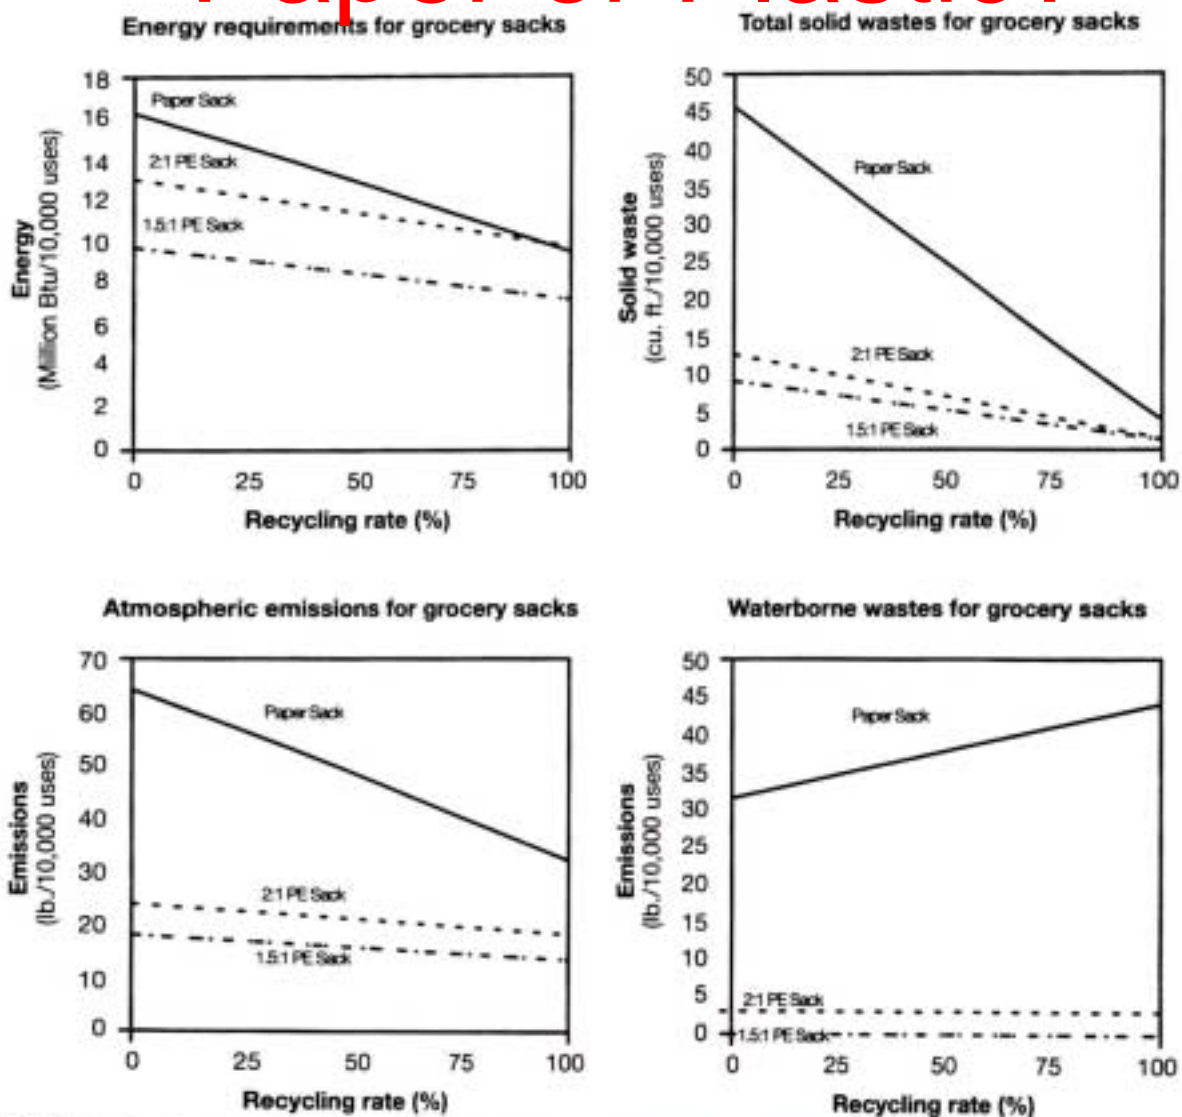 Paper or Plastic?
Energy requirements for grocery sacks
Energy
(Million Btu/10,000 uses)
18
16
14
12
10
8
6
4
2
0
Paper Sack
2:1 PE Sack
1.5:1 PE Sack
0 25 50 75 100
Recycling rate (%)
Total solid wastes for grocery sacks
Solid waste
(cu. ft./10,000 uses)
50
45
40
35
30
25
20
15
10
5
0
Paper Sack
2:1 PE Sack
1.5:1 PE Sack
0 25 50 75 100
Recycling rate (%)
Atmospheric emissions for grocery sacks
Emissions
(lb./10,000 uses)
70
60
50
40
30
20
10
0
Paper Sack
2:1 PE Sack
1.5:1 PE Sack
0 25 50 75 100
Recycling rate (%)
Waterborne wastes for grocery sacks
Emissions
(lb./10,000 uses)
50
45
40
35
30
25
20
15
10
5
0
Paper Sack
2:1 PE Sack
1.5:1 PE Sack
0 25 50 75 100
Recycling rate (%)